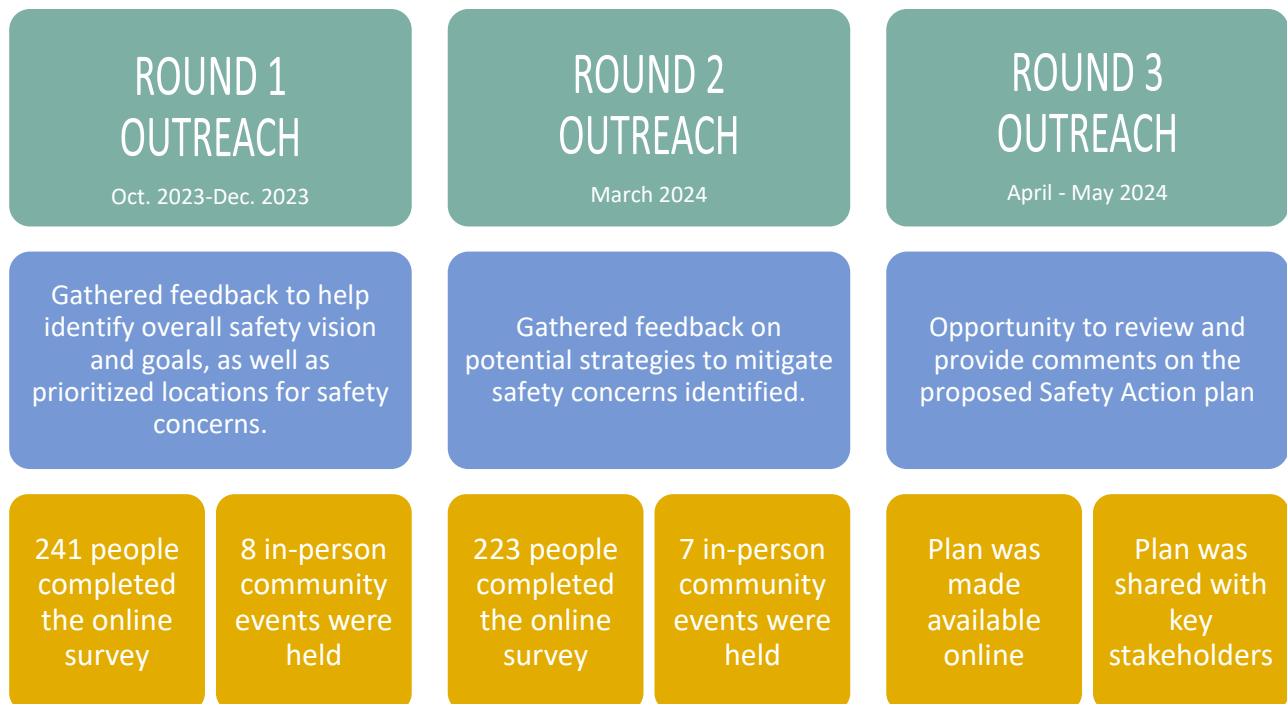 ROUND 1
OUTREACH
Oct. 2023-Dec. 2023
Gathered feedback to help
identify overall safety vision
and goals, as well as
prioritized locations for safety
concerns.
241 people
completed
the online
survey
8 in-person
community
events were
held
ROUND 2
OUTREACH
March 2024
Gathered feedback on
potential strategies to mitigate
safety concerns identified.
223 people
completed
the online
survey
7 in-person
community
events were
held
ROUND 3
OUTREACH
April - May 2024
Opportunity to review and
provide comments on the
proposed Safety Action plan
Plan was
made
available
online
Plan was
shared with
key
stakeholders